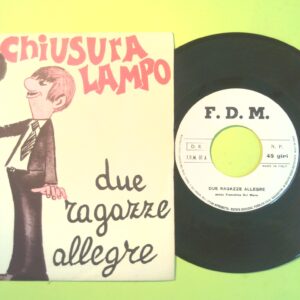 chiusura
LAMPO
due
ragazze
allegre
F. D. M.
45 giri
MADE IN ITALY
DUE RAGAZZE ALLEGRE